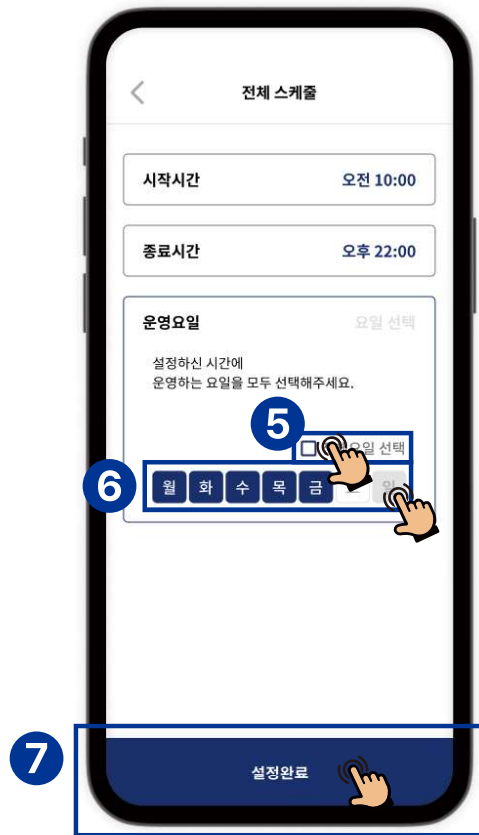 전체 스케줄
시작시간 오전 10:00
종료시간 오후 22:00
운영요일 요일 선택
설정하신 시간에
운영하는 요일을 모두 선택해주세요.
5
요일 선택
6 월 화 수 목 금
7
설정완료